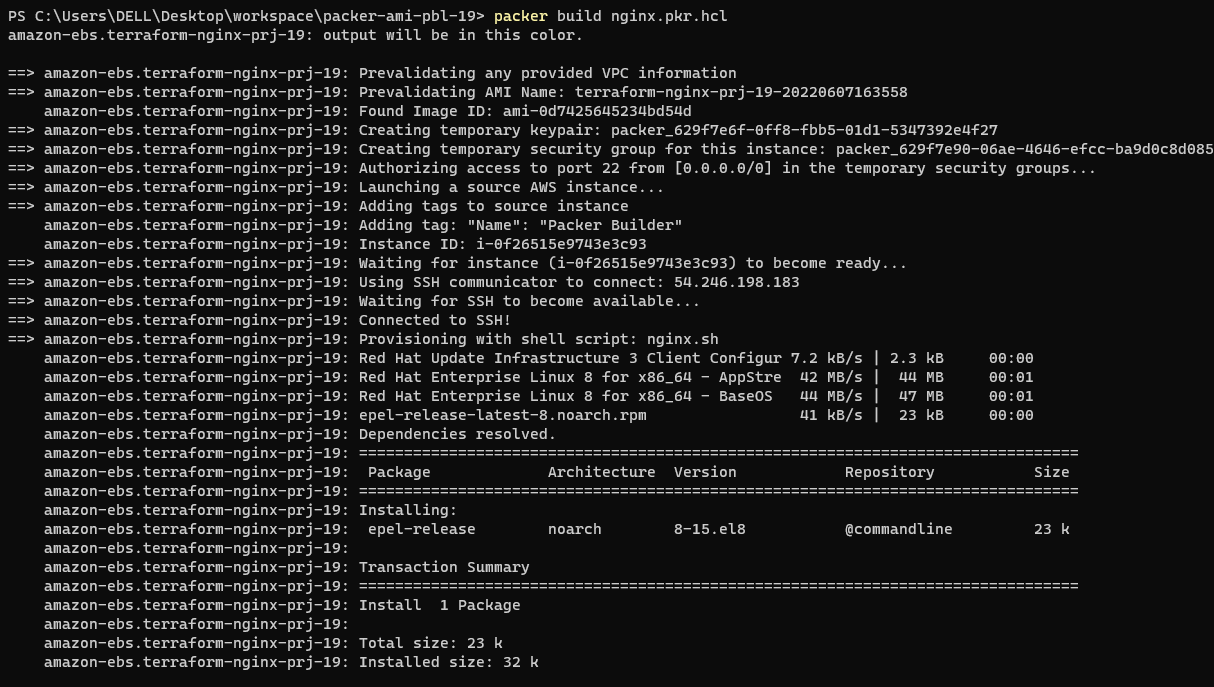 PS C:\Users\DELL\Desktop\workspace\packer-ami-pbl-19> packer build nginx.pkr.hcl
amazon-ebs.terraform-nginx-prj-19: output will be in this color.

==> amazon-ebs.terraform-nginx-prj-19: Prevalidating any provided VPC information
==> amazon-ebs.terraform-nginx-prj-19: Prevalidating AMI Name: terraform-nginx-prj-19-20220607163558
    amazon-ebs.terraform-nginx-prj-19: Found Image ID: ami-0d7425645234bd54d
==> amazon-ebs.terraform-nginx-prj-19: Creating temporary keypair: packer_629f7e6f-0ff8-fbb5-01d1-5347392e4f27
==> amazon-ebs.terraform-nginx-prj-19: Creating temporary security group for this instance: packer_629f7e90-06ae-4646-efcc-ba9d0c8d085
==> amazon-ebs.terraform-nginx-prj-19: Authorizing access to port 22 from [0.0.0.0/0] in the temporary security groups...
==> amazon-ebs.terraform-nginx-prj-19: Launching a source AWS instance...
==> amazon-ebs.terraform-nginx-prj-19: Adding tags to source instance
    amazon-ebs.terraform-nginx-prj-19: Adding tag: "Name": "Packer Builder"
    amazon-ebs.terraform-nginx-prj-19: Instance ID: i-0f26515e9743e3c93
==> amazon-ebs.terraform-nginx-prj-19: Waiting for instance (i-0f26515e9743e3c93) to become ready...
==> amazon-ebs.terraform-nginx-prj-19: Using SSH communicator to connect: 54.246.198.183
==> amazon-ebs.terraform-nginx-prj-19: Waiting for SSH to become available...
==> amazon-ebs.terraform-nginx-prj-19: Connected to SSH!
==> amazon-ebs.terraform-nginx-prj-19: Provisioning with shell script: nginx.sh
    amazon-ebs.terraform-nginx-prj-19: Red Hat Update Infrastructure 3 Client Configur 7.2 kB/s | 2.3 kB     00:00
    amazon-ebs.terraform-nginx-prj-19: Red Hat Enterprise Linux 8 for x86_64 - AppStre  42 MB/s |  44 MB     00:01
    amazon-ebs.terraform-nginx-prj-19: Red Hat Enterprise Linux 8 for x86_64 - BaseOS   44 MB/s |  47 MB     00:01
    amazon-ebs.terraform-nginx-prj-19: epel-release-latest-8.noarch.rpm                 41 kB/s |  23 kB     00:00
    amazon-ebs.terraform-nginx-prj-19: Dependencies resolved.
    amazon-ebs.terraform-nginx-prj-19: ================================================================================
    amazon-ebs.terraform-nginx-prj-19:  Package             Architecture  Version            Repository           Size
    amazon-ebs.terraform-nginx-prj-19: ================================================================================
    amazon-ebs.terraform-nginx-prj-19: Installing:
    amazon-ebs.terraform-nginx-prj-19:  epel-release        noarch        8-15.el8           @commandline         23 k
    amazon-ebs.terraform-nginx-prj-19:
    amazon-ebs.terraform-nginx-prj-19: Transaction Summary
    amazon-ebs.terraform-nginx-prj-19: ================================================================================
    amazon-ebs.terraform-nginx-prj-19: Install  1 Package
    amazon-ebs.terraform-nginx-prj-19:
    amazon-ebs.terraform-nginx-prj-19: Total size: 23 k
    amazon-ebs.terraform-nginx-prj-19: Installed size: 32 k